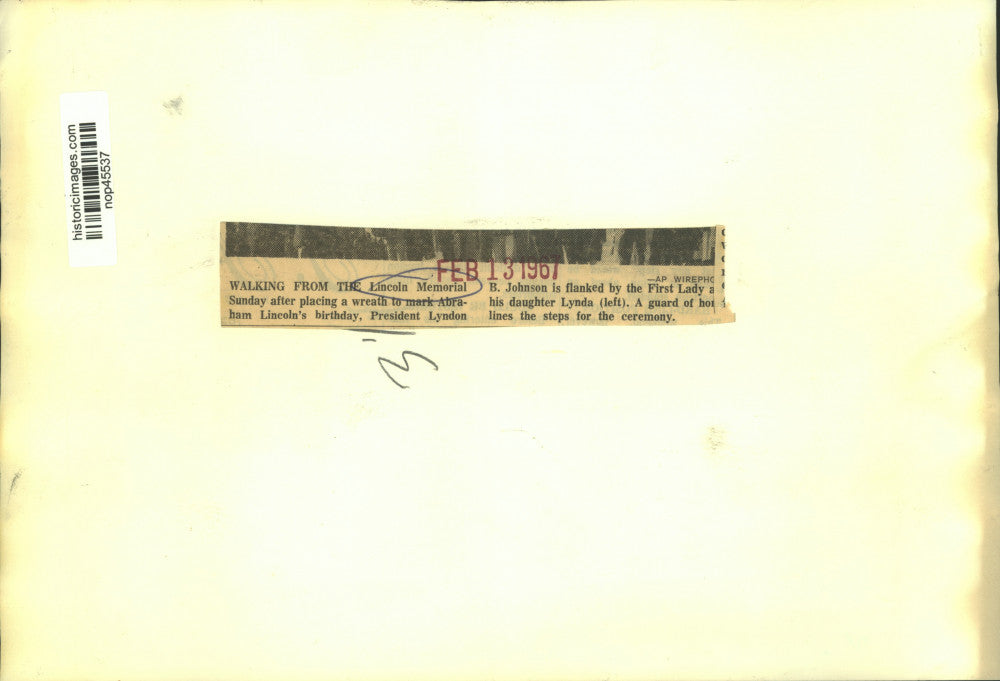 historicimages.com
nop45537
FEB 13 1967
—AP WIREPHO
WALKING FROM THE Lincoln Memorial
Sunday after placing a wreath to mark Abra-
ham Lincoln's birthday, President Lyndon
B. Johnson is flanked by the First Lady a
his daughter Lynda (left). A guard of hon
lines the steps for the ceremony.